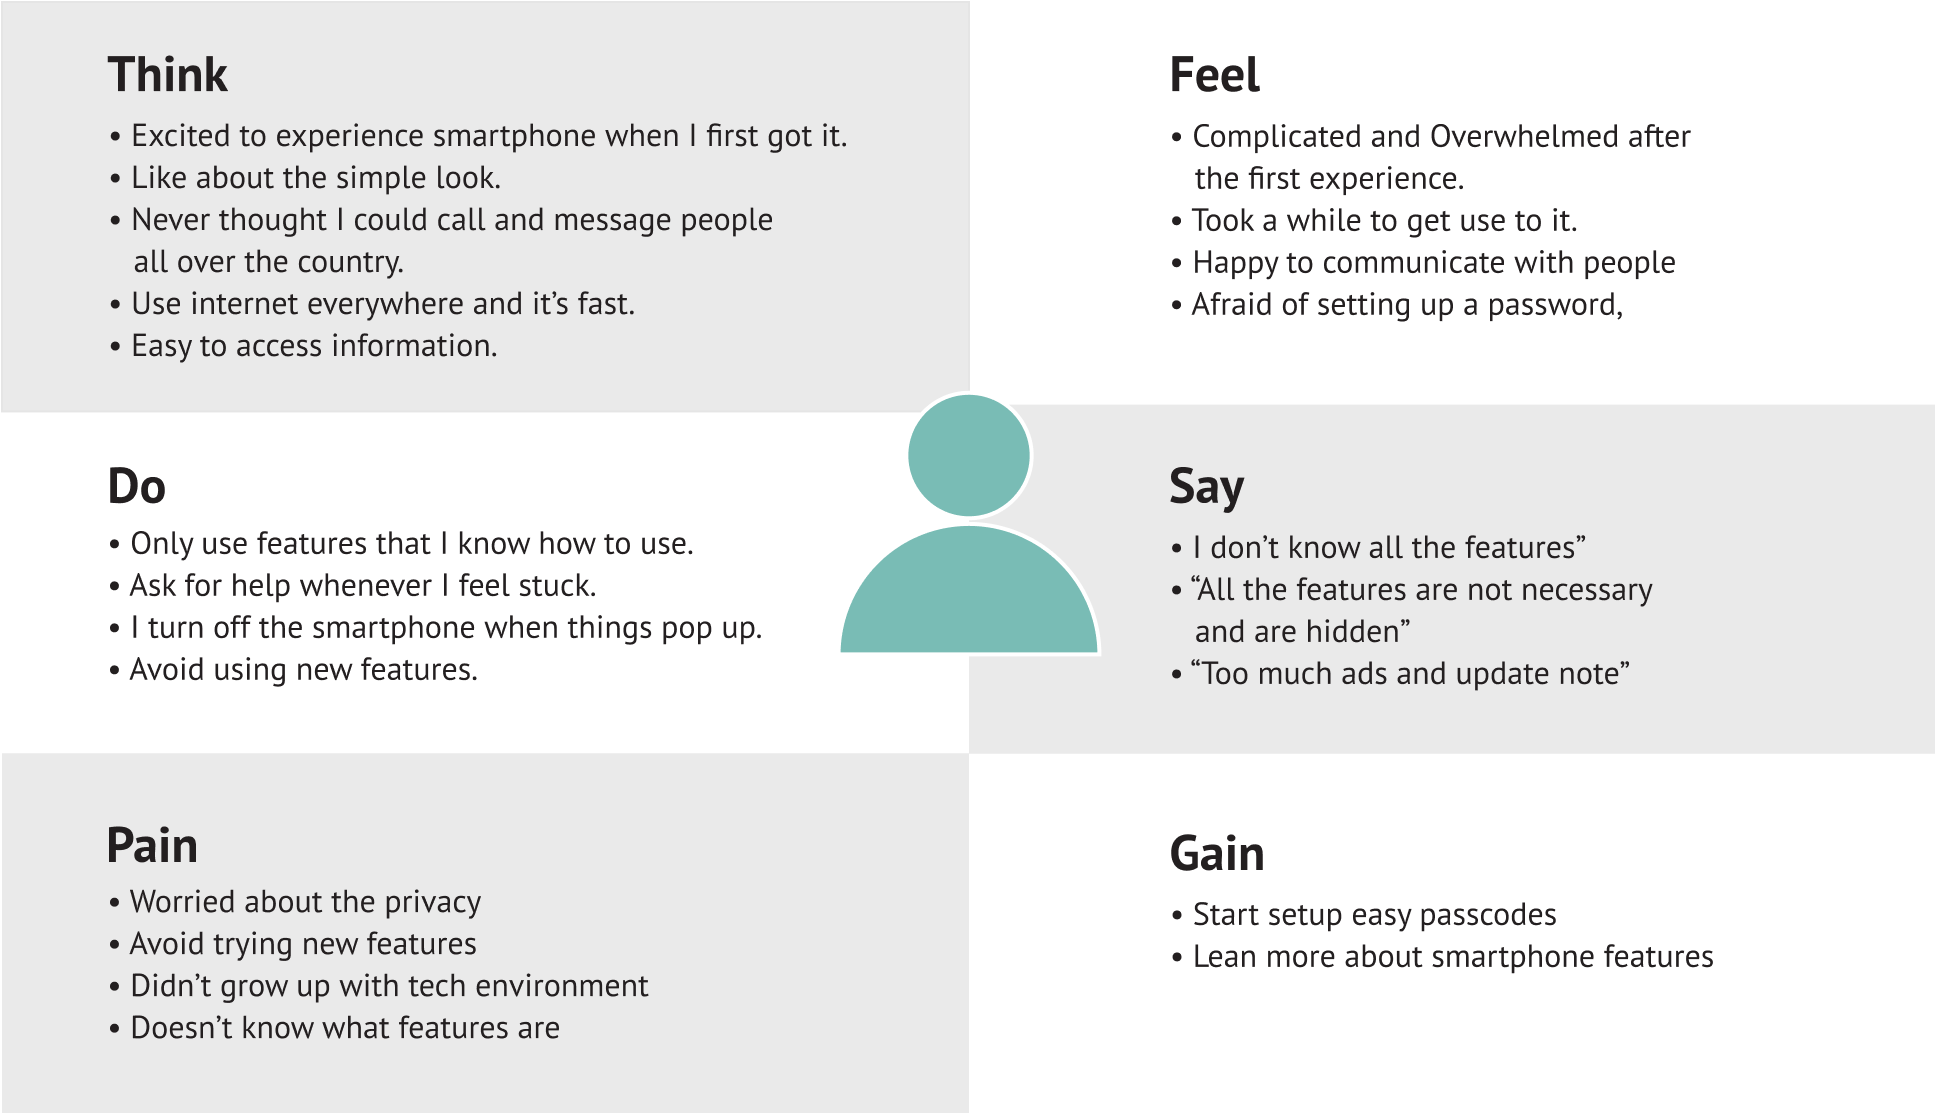 Think
• Excited to experience smartphone when I first got it.
• Like about the simple look.
• Never thought I could call and message people
all over the country.
• Use internet everywhere and it’s fast.
• Easy to access information.
Feel
• Complicated and Overwhelmed after
the first experience.
• Took a while to get use to it.
• Happy to communicate with people
• Afraid of setting up a password,
Do
• Only use features that I know how to use.
• Ask for help whenever I feel stuck.
• I turn off the smartphone when things pop up.
• Avoid using new features.
Say
• I don’t know all the features”
• “All the features are not necessary
and are hidden”
• “Too much ads and update note”
Pain
• Worried about the privacy
• Avoid trying new features
• Didn’t grow up with tech environment
• Doesn’t know what features are
Gain
• Start setup easy passcodes
• Lean more about smartphone features